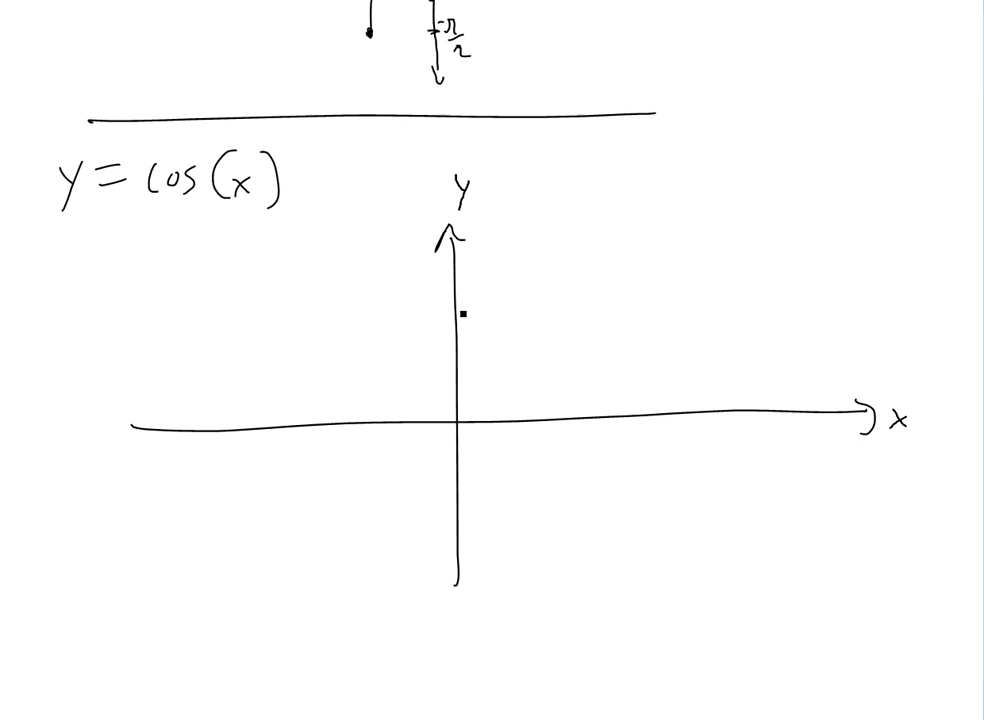 -π/2
y = cos(x)
y
x